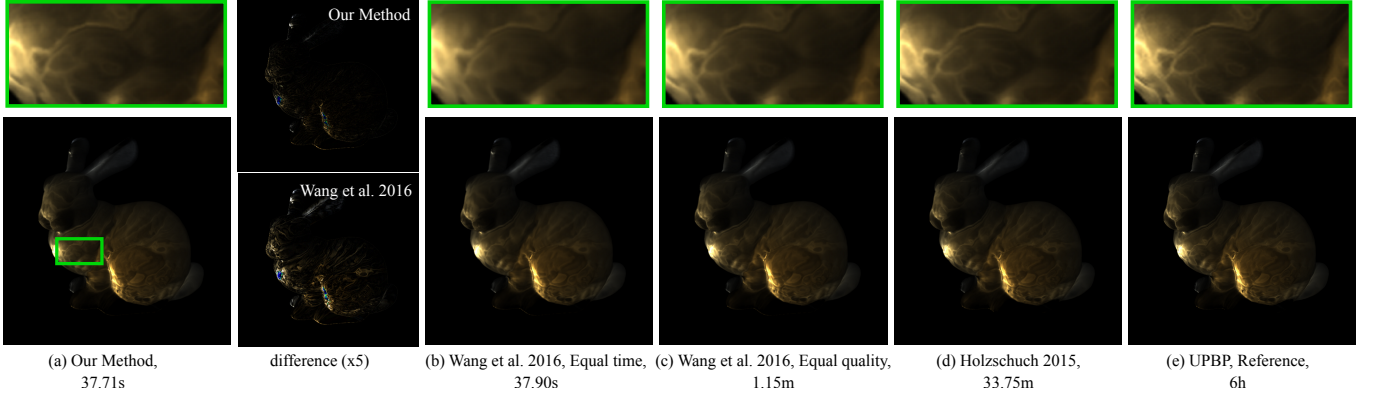 Our Method
Wang et al. 2016
(a) Our Method,
37.71s
difference (x5)
(b) Wang et al. 2016, Equal time,
37.90s
(c) Wang et al. 2016, Equal quality,
1.15m
(d) Holzschuch 2015,
33.75m
(e) UPBP, Reference,
6h